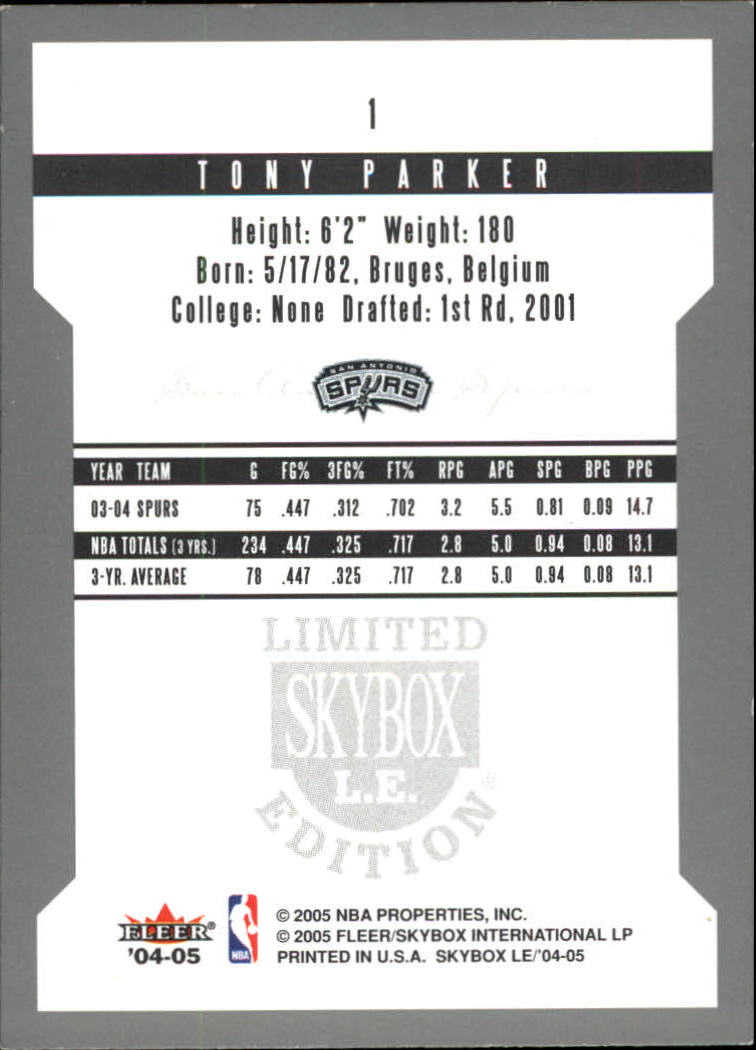 1
TONY PARKER
Height: 6'2" Weight: 180
Born: 5/17/82, Bruges, Belgium
College: None Drafted: 1st Rd, 2001
San Antonio Spurs
SAN ANTONIO
SPURS
YEAR TEAM G FG% 3FG% FT% RPG APG SPG BPG PPG
03-04 SPURS 75 .447 .312 .702 3.2 5.5 0.81 0.09 14.7
NBA TOTALS (3 YRS.) 234 .447 .325 .717 2.8 5.0 0.94 0.08 13.1
3-YR. AVERAGE 78 .447 .325 .717 2.8 5.0 0.94 0.08 13.1
LIMITED
SKYBOX
L.E.
EDITION®
FLEER®
'04-05
NBA
© 2005 NBA PROPERTIES, INC.
© 2005 FLEER/SKYBOX INTERNATIONAL LP
PRINTED IN U.S.A. SKYBOX LE/'04-05